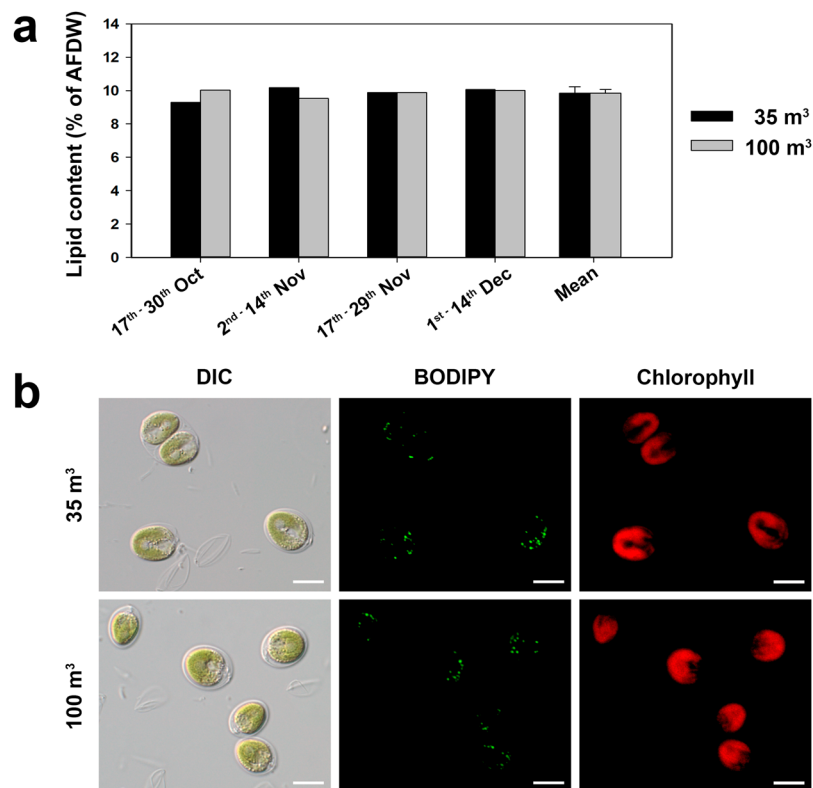 a
Lipid content (% of AFDW)
14
12
10
8
6
4
2
0
17th - 30th Oct
2nd - 14th Nov
17th - 29th Nov
1st - 14th Dec
Mean
35 m³
100 m³
b
DIC
BODIPY
Chlorophyll
35 m³
100 m³